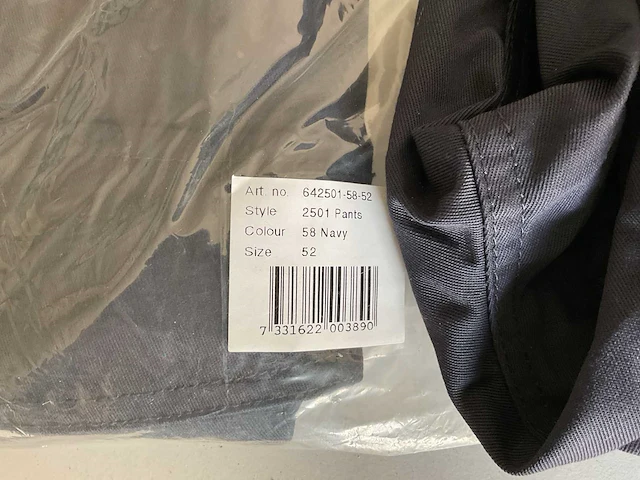 Art. no. 642501-58-52
Style 2501 Pants
Colour 58 Navy
Size 52
7 331622 003890